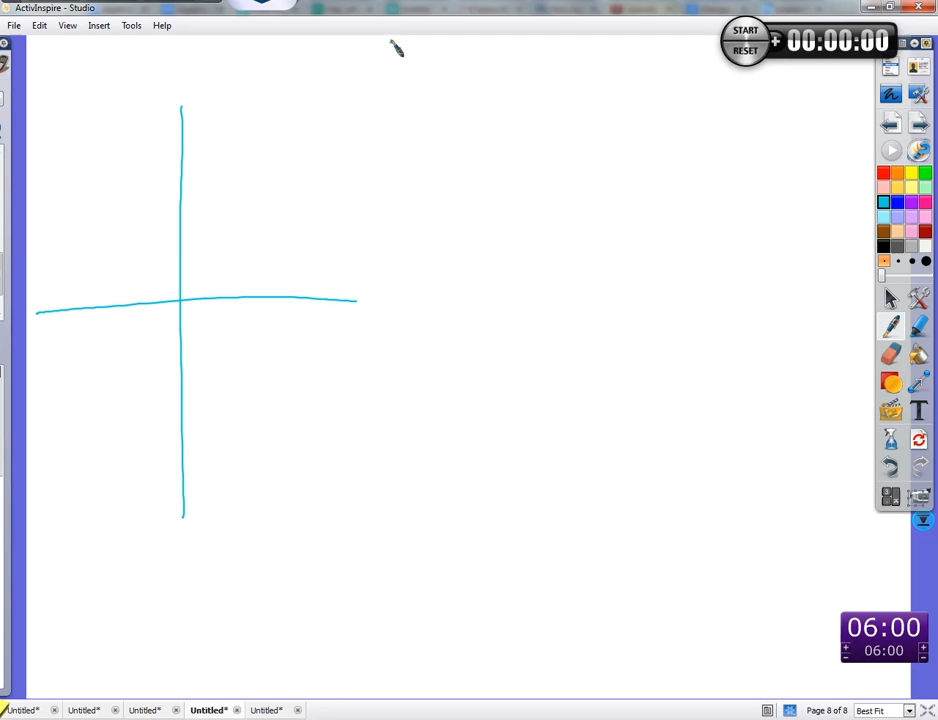 ActivInspire - Studio
File Edit View Insert Tools Help
START
RESET
00:00:00
T
06:00
06:00
Untitled* Untitled* Untitled* Untitled* Untitled*
Page 8 of 8 Best Fit